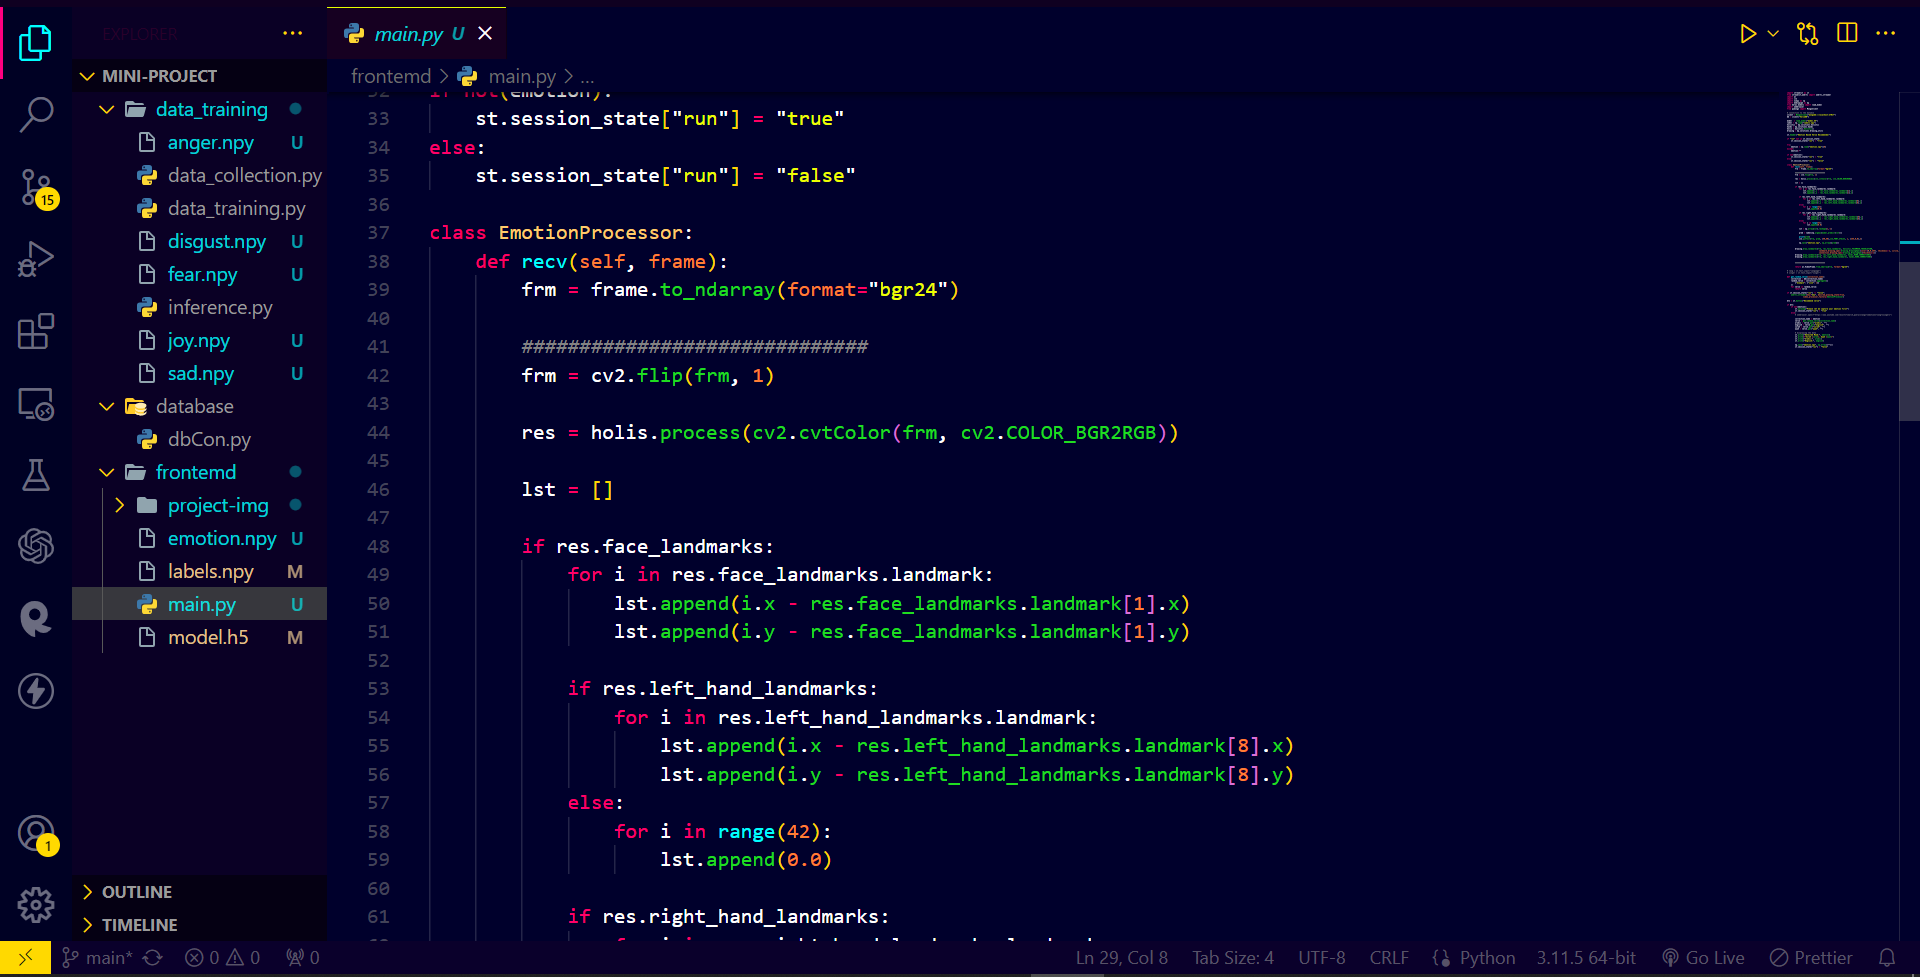 EXPLORER
main.py U
MINI-PROJECT
frontemd > main.py > ...
data_training
anger.npy U
data_collection.py
data_training.py
disgust.npy U
fear.npy U
inference.py
joy.npy U
sad.npy U
database
dbCon.py
frontemd
project-img
emotion.npy U
labels.npy M
main.py U
model.h5 M
OUTLINE
TIMELINE
15
1
32 if not(emotion):
33 st.session_state["run"] = "true"
34 else:
35 st.session_state["run"] = "false"
36
37 class EmotionProcessor:
38 def recv(self, frame):
39 frm = frame.to_ndarray(format="bgr24")
40
41 ##############################
42 frm = cv2.flip(frm, 1)
43
44 res = holis.process(cv2.cvtColor(frm, cv2.COLOR_BGR2RGB))
45
46 lst = []
47
48 if res.face_landmarks:
49 for i in res.face_landmarks.landmark:
50 lst.append(i.x - res.face_landmarks.landmark[1].x)
51 lst.append(i.y - res.face_landmarks.landmark[1].y)
52
53 if res.left_hand_landmarks:
54 for i in res.left_hand_landmarks.landmark:
55 lst.append(i.x - res.left_hand_landmarks.landmark[8].x)
56 lst.append(i.y - res.left_hand_landmarks.landmark[8].y)
57 else:
58 for i in range(42):
59 lst.append(0.0)
60
61 if res.right_hand_landmarks:
main* 0 0 0 Ln 29, Col 8 Tab Size: 4 UTF-8 CRLF Python 3.11.5 64-bit Go Live Prettier